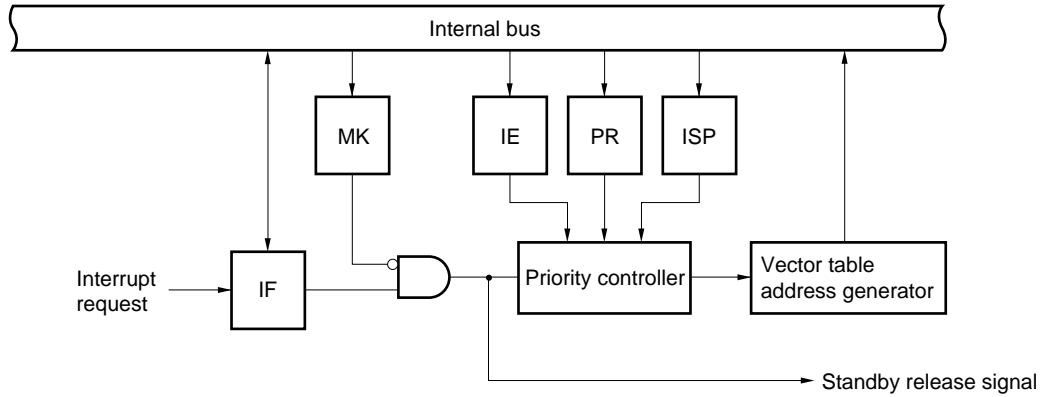 Internal bus
MK
IE
PR
ISP
Interrupt
request
IF
Priority controller
Vector table
address generator
Standby release signal